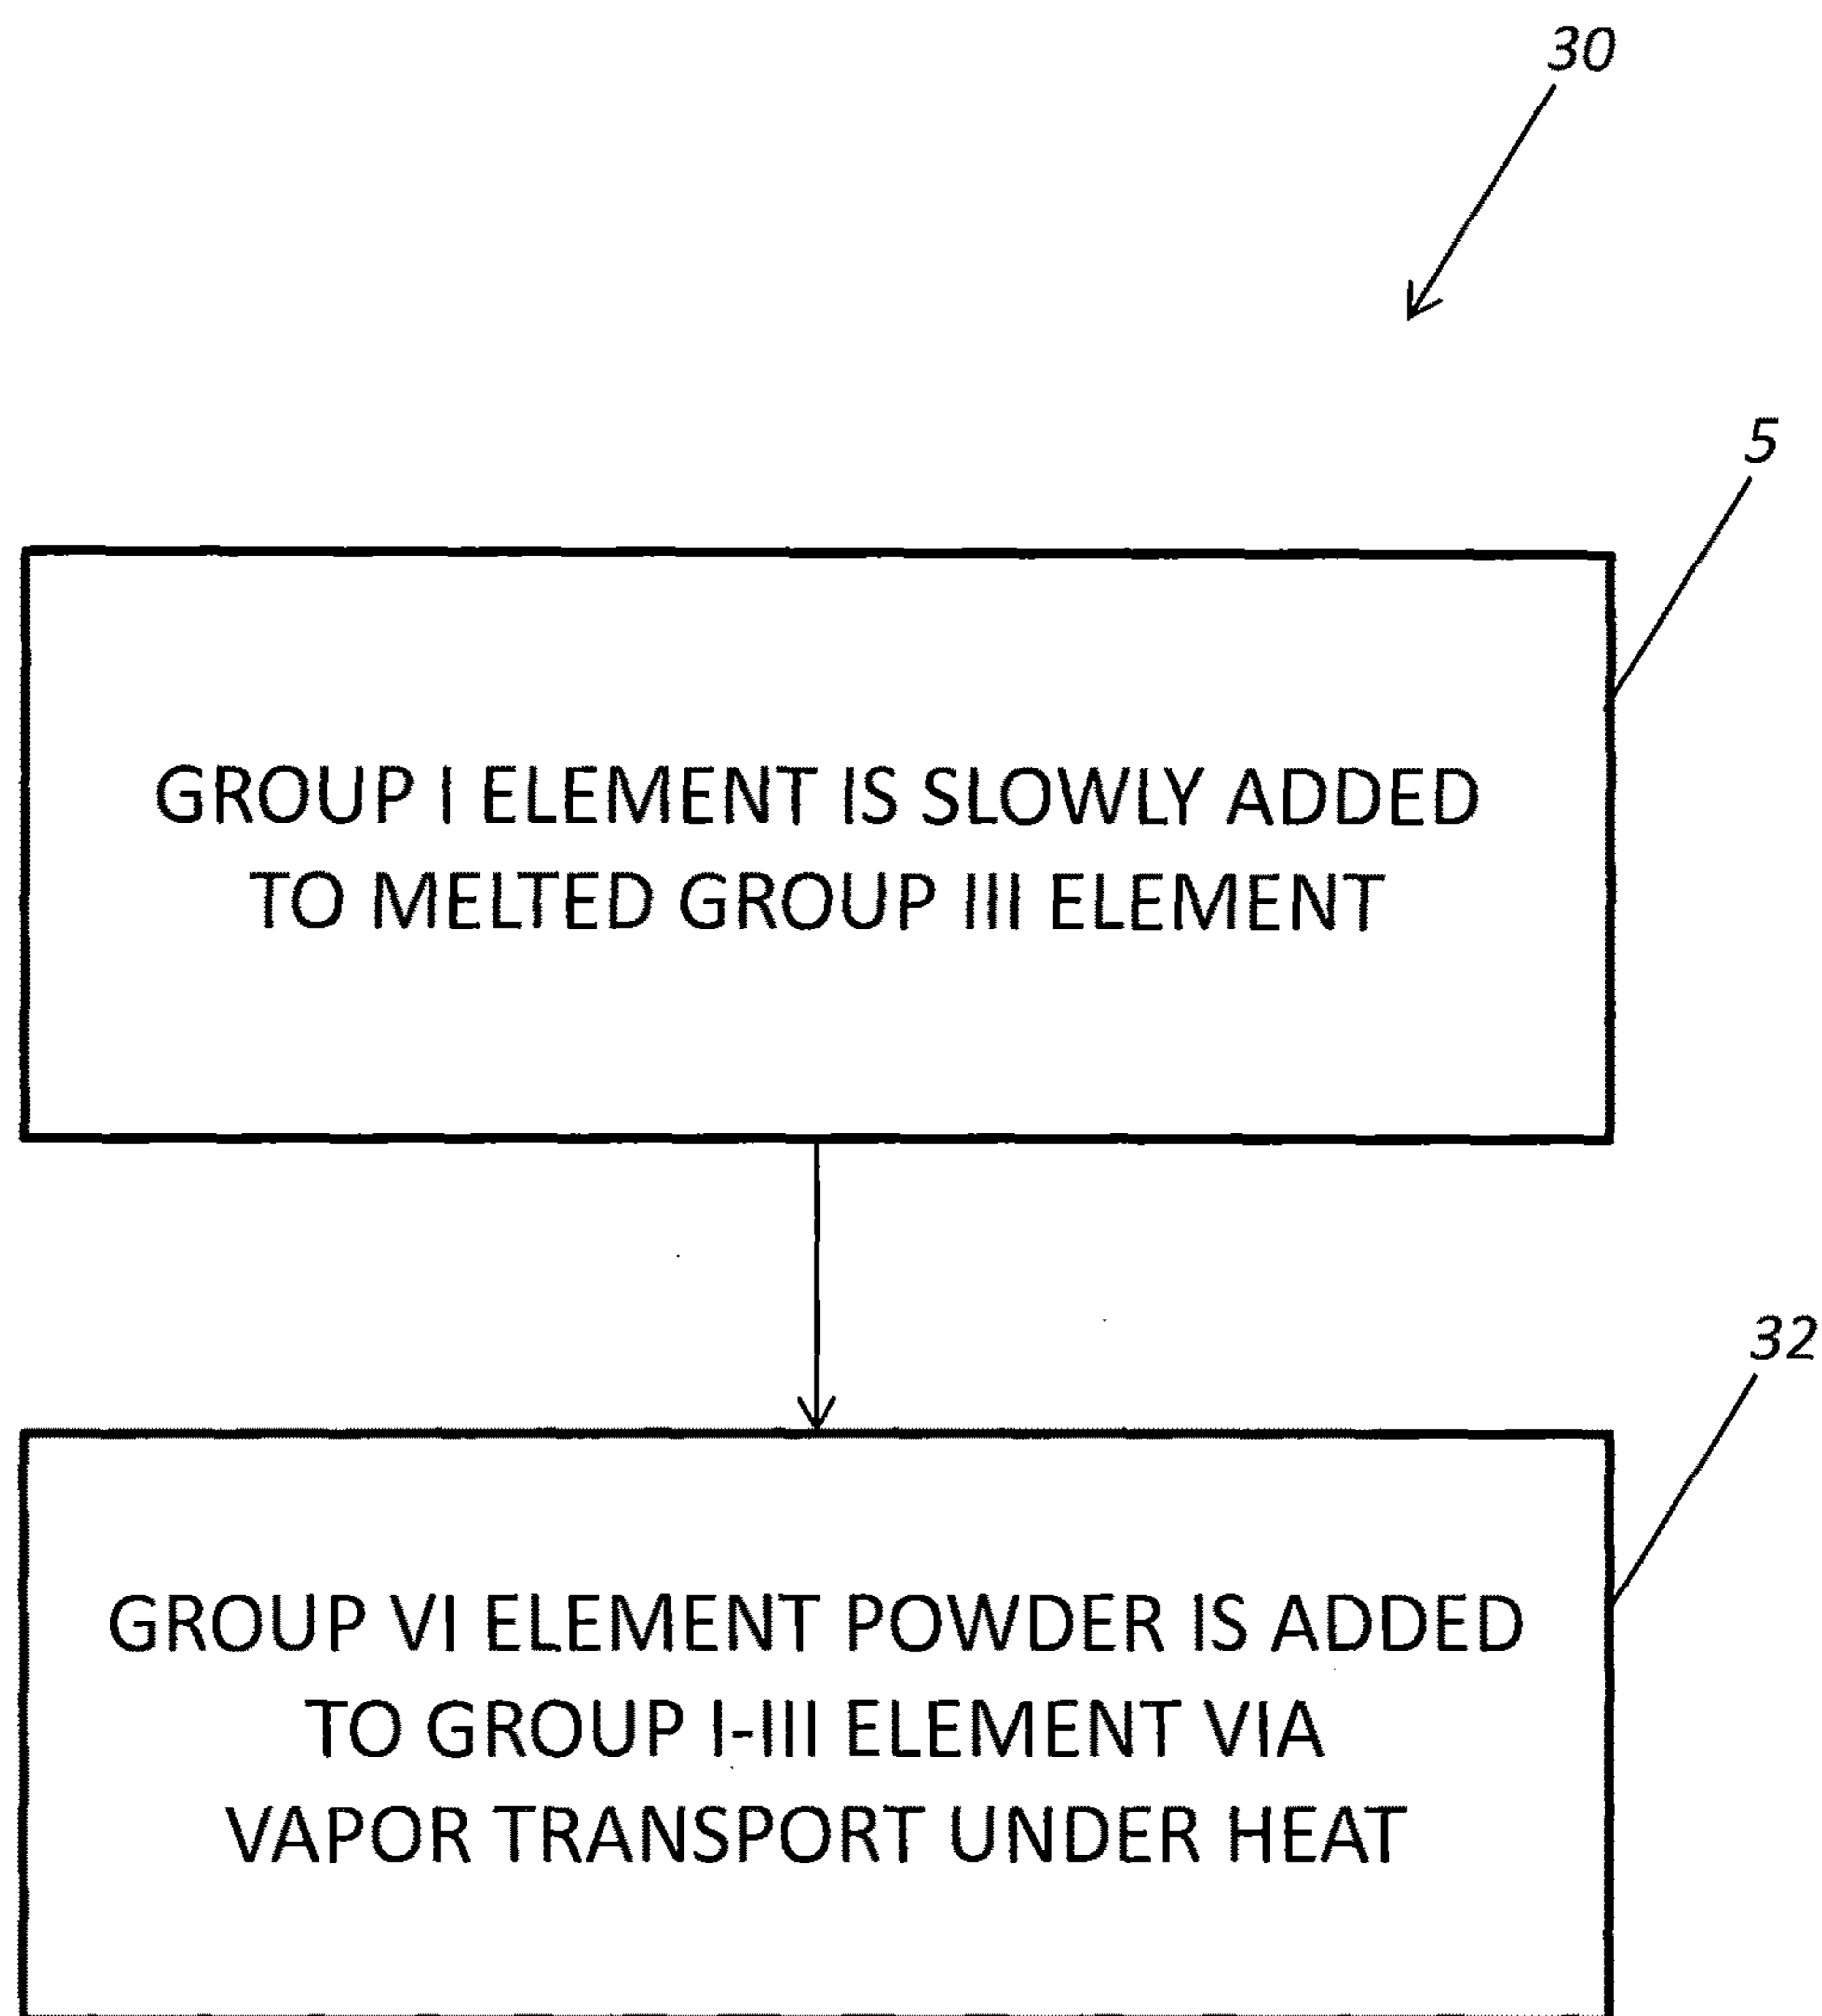 30
5
GROUP I ELEMENT IS SLOWLY ADDED
TO MELTED GROUP III ELEMENT
32
GROUP VI ELEMENT POWDER IS ADDED
TO GROUP I-III ELEMENT VIA
VAPOR TRANSPORT UNDER HEAT